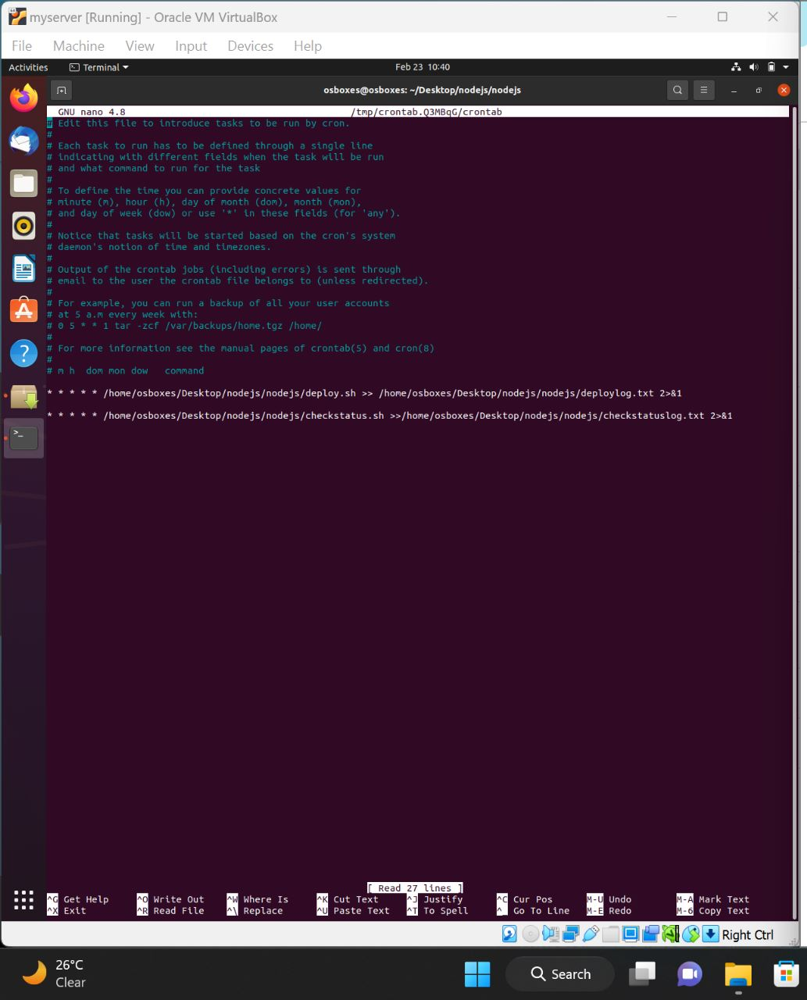 myserver [Running] - Oracle VM VirtualBox
File Machine View Input Devices Help
Activities Terminal Feb 23 10:40
osboxes@osboxes: ~/Desktop/nodejs/nodejs
GNU nano 4.8 /tmp/crontab.Q3MBqG/crontab
# Edit this file to introduce tasks to be run by cron.
#
# Each task to run has to be defined through a single line
# indicating with different fields when the task will be run
# and what command to run for the task
#
# To define the time you can provide concrete values for
# minute (m), hour (h), day of month (dom), month (mon),
# and day of week (dow) or use '*' in these fields (for 'any').
#
# Notice that tasks will be started based on the cron's system
# daemon's notion of time and timezones.
#
# Output of the crontab jobs (including errors) is sent through
# email to the user the crontab file belongs to (unless redirected).
#
# For example, you can run a backup of all your user accounts
# at 5 a.m every week with:
# 0 5 * * 1 tar -zcf /var/backups/home.tgz /home/
#
# For more information see the manual pages of crontab(5) and cron(8)
#
# m h  dom mon dow   command
* * * * * /home/osboxes/Desktop/nodejs/nodejs/deploy.sh >> /home/osboxes/Desktop/nodejs/nodejs/deploylog.txt 2>&1
* * * * * /home/osboxes/Desktop/nodejs/nodejs/checkstatus.sh >>/home/osboxes/Desktop/nodejs/nodejs/checkstatuslog.txt 2>&1
[ Read 27 lines ]
^G Get Help ^O Write Out ^W Where Is ^K Cut Text ^J Justify ^C Cur Pos M-U Undo M-A Mark Text
^X Exit ^R Read File ^\ Replace ^U Paste Text ^T To Spell ^_ Go To Line M-E Redo M-6 Copy Text
Right Ctrl
26°C
Clear
Search